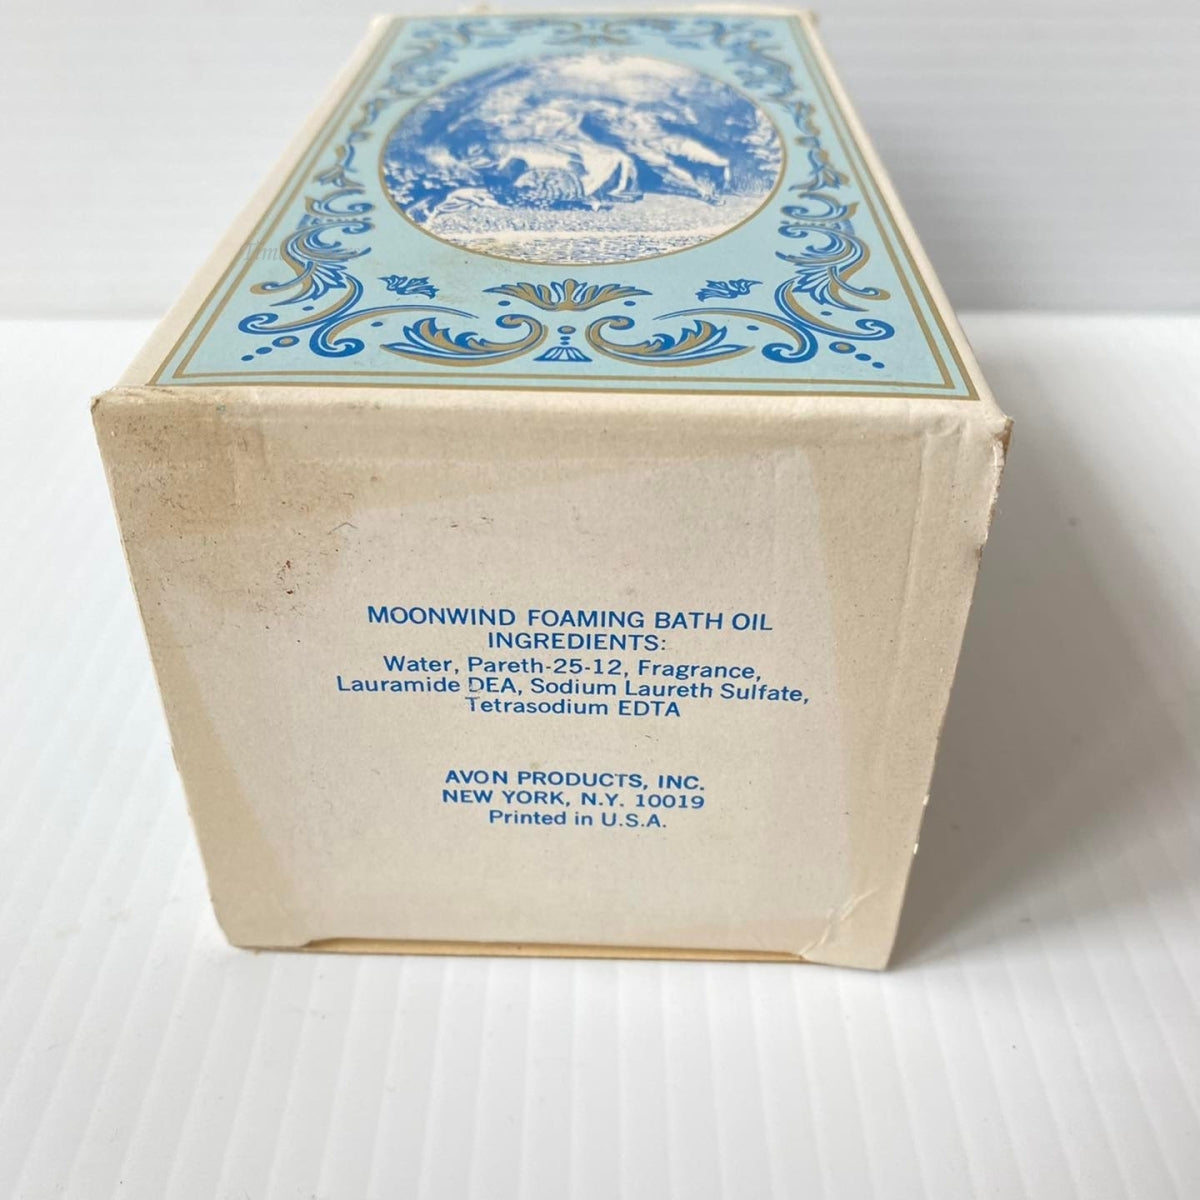 MOONWIND FOAMING BATH OIL
INGREDIENTS:
Water, Pareth-25-12, Fragrance,
Lauramide DEA, Sodium Laureth Sulfate,
Tetrasodium EDTA
AVON PRODUCTS, INC.
NEW YORK, N.Y. 10019
Printed in U.S.A.